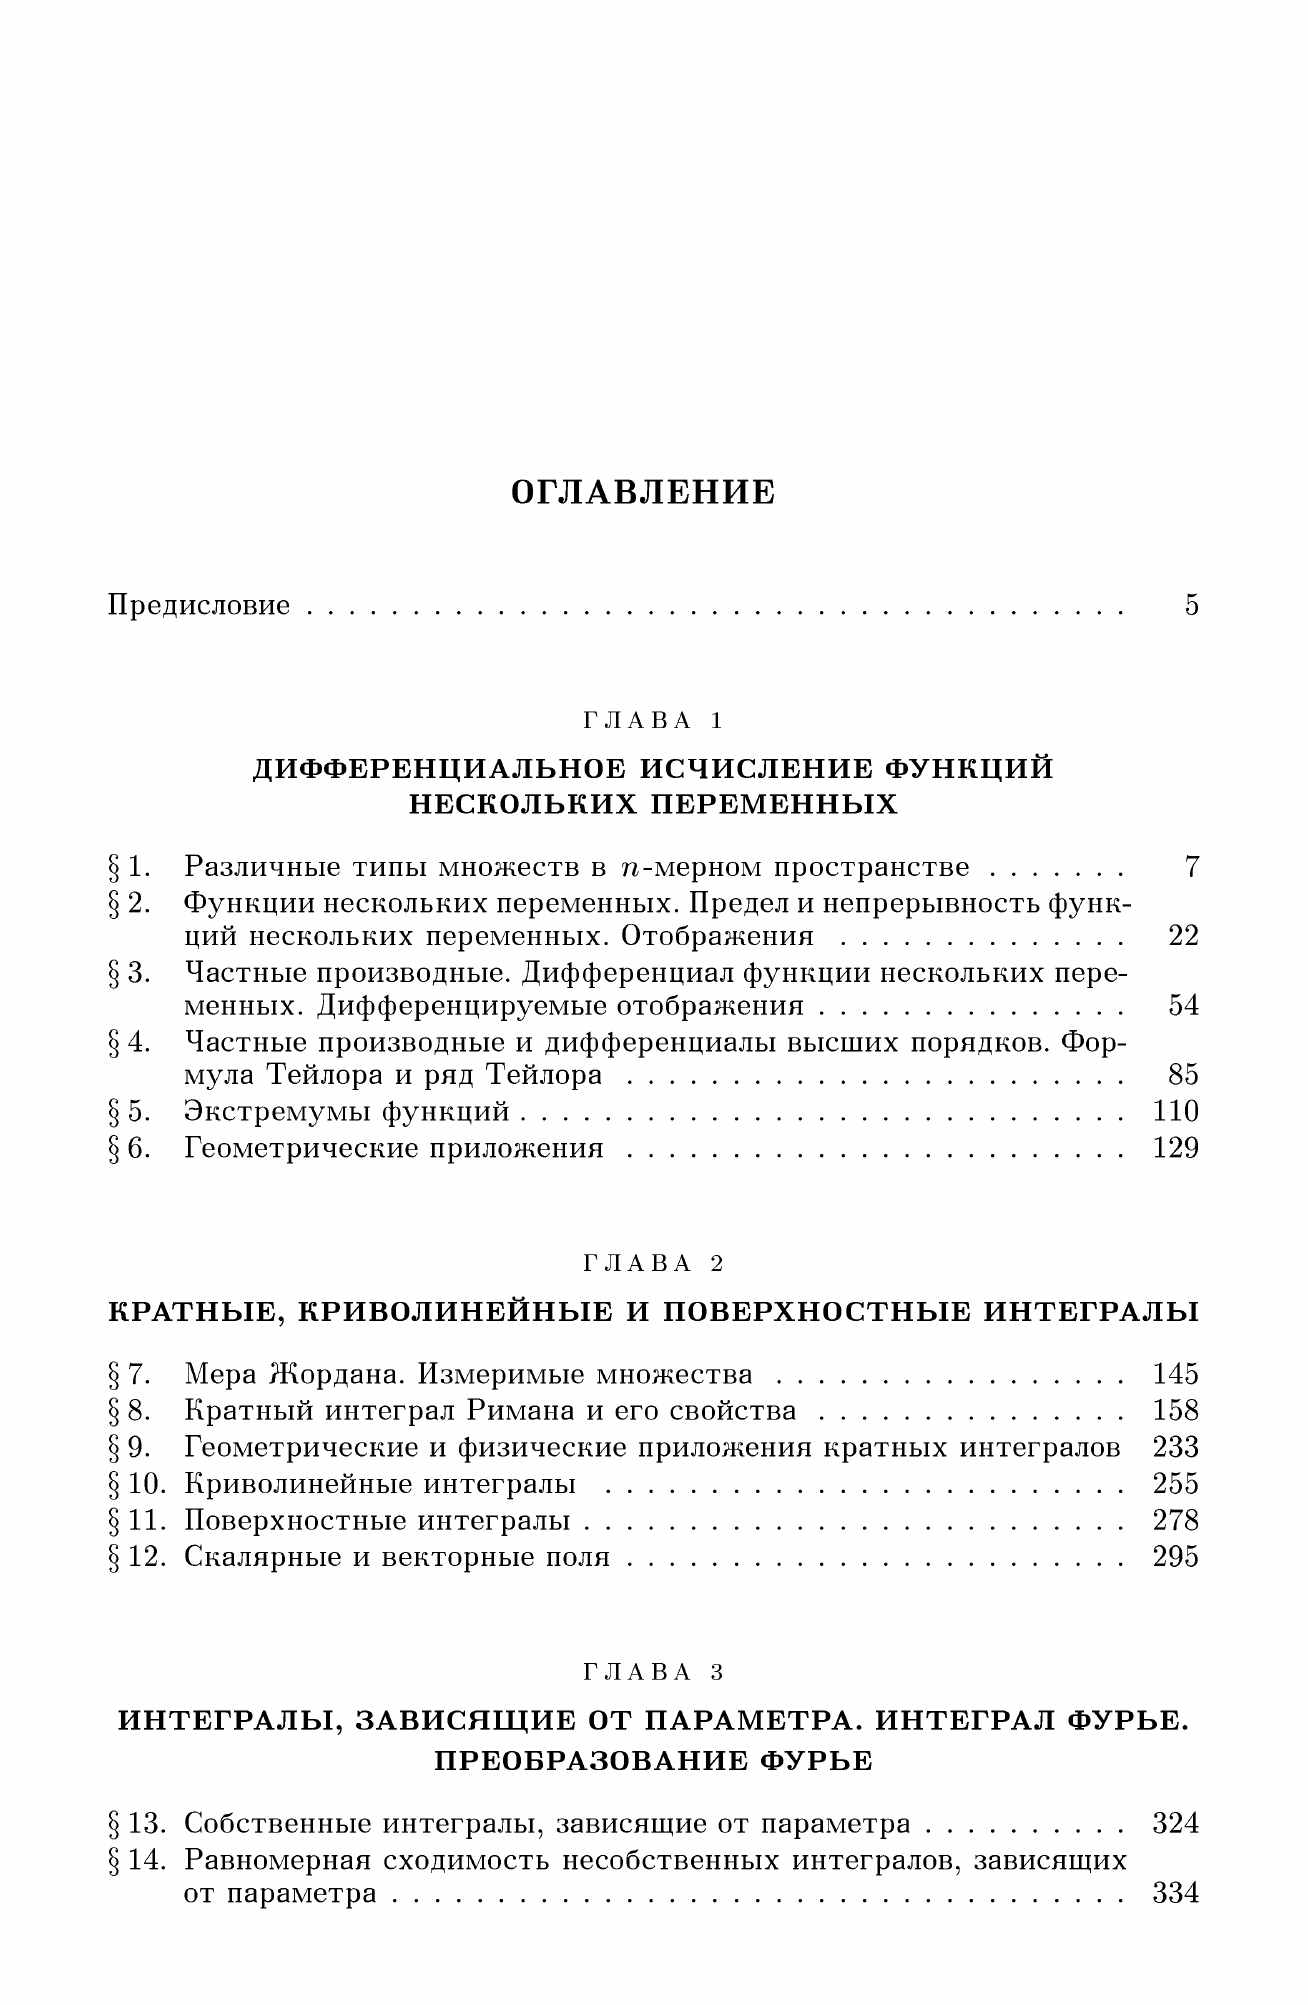 ОГЛАВЛЕНИЕ
Предисловие . . . . . . . . . . . . . . . . . . . . . . . . . . . . . . . . . . . . . . . 5
ГЛАВА 1
ДИФФЕРЕНЦИАЛЬНОЕ ИСЧИСЛЕНИЕ ФУНКЦИЙ
НЕСКОЛЬКИХ ПЕРЕМЕННЫХ
§ 1. Различные типы множеств в n-мерном пространстве . . . . . . . 7
§ 2. Функции нескольких переменных. Предел и непрерывность функ-
ций нескольких переменных. Отображения . . . . . . . . . . . . . . 22
§ 3. Частные производные. Дифференциал функции нескольких пере-
менных. Дифференцируемые отображения . . . . . . . . . . . . . . . 54
§ 4. Частные производные и дифференциалы высших порядков. Фор-
мула Тейлора и ряд Тейлора . . . . . . . . . . . . . . . . . . . . . . . . 85
§ 5. Экстремумы функций . . . . . . . . . . . . . . . . . . . . . . . . . . . . . 110
§ 6. Геометрические приложения . . . . . . . . . . . . . . . . . . . . . . . . 129
ГЛАВА 2
КРАТНЫЕ, КРИВОЛИНЕЙНЫЕ И ПОВЕРХНОСТНЫЕ ИНТЕГРАЛЫ
§ 7. Мера Жордана. Измеримые множества . . . . . . . . . . . . . . . . . 145
§ 8. Кратный интеграл Римана и его свойства . . . . . . . . . . . . . . . 158
§ 9. Геометрические и физические приложения кратных интегралов 233
§ 10. Криволинейные интегралы . . . . . . . . . . . . . . . . . . . . . . . . . 255
§ 11. Поверхностные интегралы . . . . . . . . . . . . . . . . . . . . . . . . . . 278
§ 12. Скалярные и векторные поля . . . . . . . . . . . . . . . . . . . . . . . . 295
ГЛАВА 3
ИНТЕГРАЛЫ, ЗАВИСЯЩИЕ ОТ ПАРАМЕТРА. ИНТЕГРАЛ ФУРЬЕ.
ПРЕОБРАЗОВАНИЕ ФУРЬЕ
§ 13. Собственные интегралы, зависящие от параметра . . . . . . . . . . 324
§ 14. Равномерная сходимость несобственных интегралов, зависящих
от параметра . . . . . . . . . . . . . . . . . . . . . . . . . . . . . . . . . . . 334